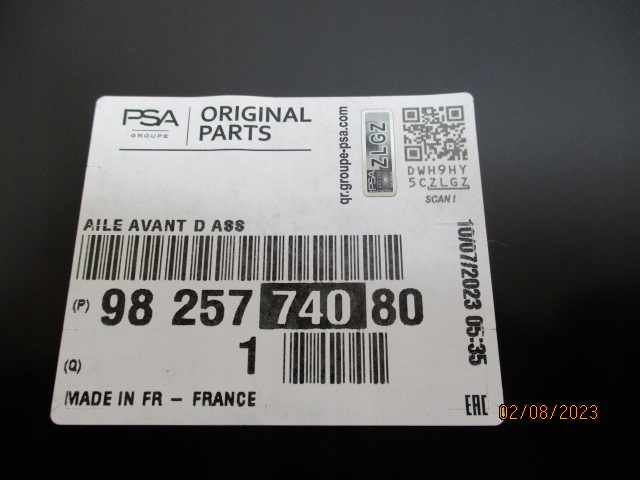 PSA
GROUPE
ORIGINAL
PARTS
qr.groupe-psa.com
PSA
ZLGZ
DWH9HY
5CZLGZ
SCAN!
AILE AVANT D ASS
10/07/2023 05:35
(P) 98 257 740 80
(Q) 1
MADE IN FR - FRANCE
EAC
02/08/2023